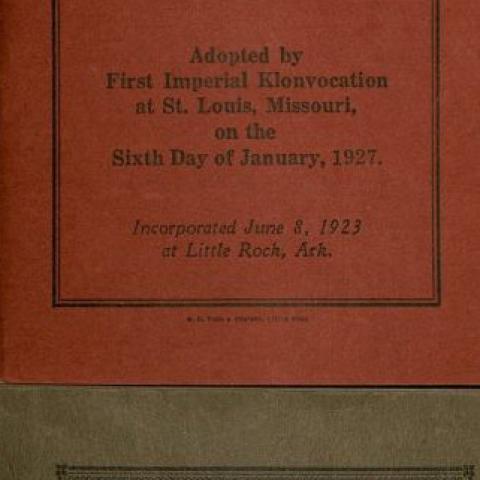 Adopted by
First Imperial Klonvocation
at St. Louis, Missouri,
on the
Sixth Day of January, 1927.
Incorporated June 8, 1923
at Little Rock, Ark.